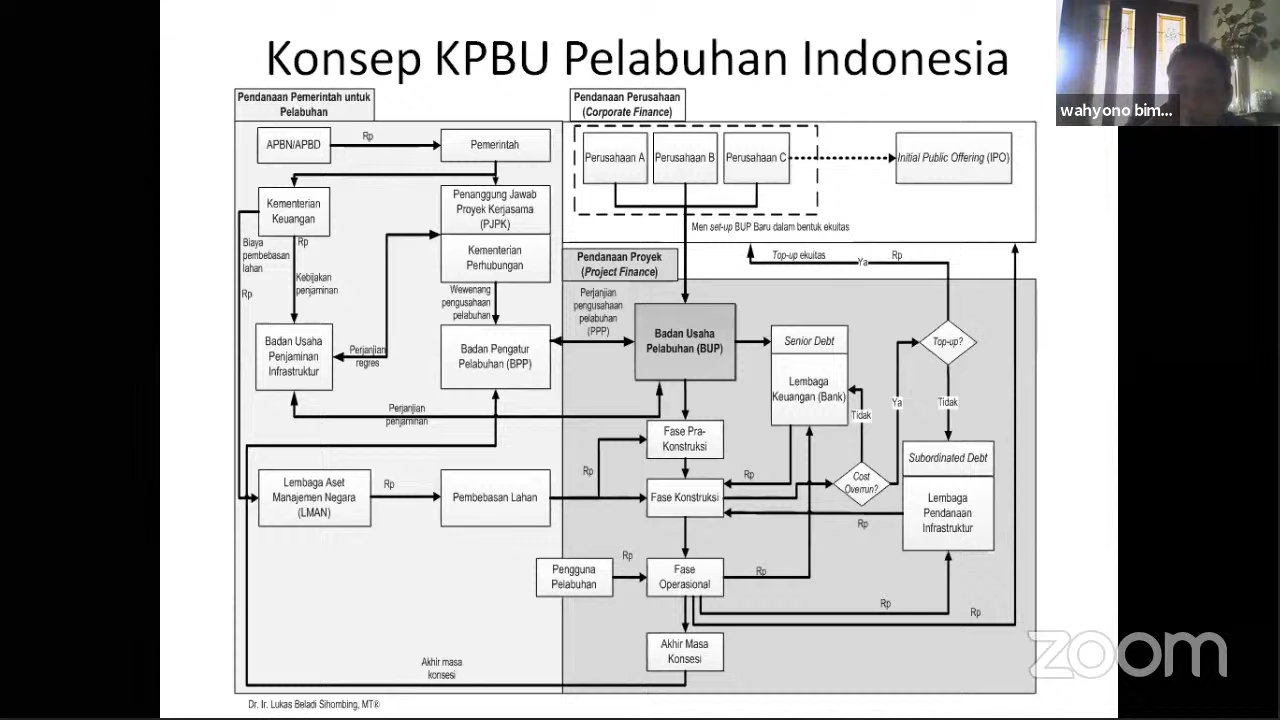 Konsep KPBU Pelabuhan Indonesia
wahyono bim...
Pendanaan Pemerintah untuk
Pelabuhan
Pendanaan Perusahaan
(Corporate Finance)
APBN/APBD
Rp
Pemerintah
Perusahaan A
Perusahaan B
Perusahaan C
Initial Public Offering (IPO)
Kementerian
Keuangan
Penanggung Jawab
Proyek Kerjasama
(PJPK)
Kementerian
Perhubungan
Men set-up BUP Baru dalam bentuk ekuitas
Biaya
pembebasan
lahan
Rp
Rp
Kebijakan
penjaminan
Wewenang
pengusahaan
pelabuhan
Pendanaan Proyek
(Project Finance)
Top-up ekuitas
Ya
Rp
Perjanjian
pengusahaan
pelabuhan
(PPP)
Badan Usaha
Penjaminan
Infrastruktur
Perjanjian
regres
Badan Pengatur
Pelabuhan (BPP)
Badan Usaha
Pelabuhan (BUP)
Senior Debt
Lembaga
Keuangan (Bank)
Top-up?
Tidak
Ya
Tidak
Perjanjian
penjaminan
Fase Pra-
Konstruksi
Subordinated Debt
Lembaga
Pendanaan
Infrastruktur
Lembaga Aset
Manajemen Negara
(LMAN)
Rp
Pembebasan Lahan
Rp
Fase Konstruksi
Rp
Cost
Overrun?
Rp
Pengguna
Pelabuhan
Rp
Fase
Operasional
Rp
Rp
Rp
Akhir Masa
Konsesi
Akhir masa
konsesi
Dr. Ir. Lukas Beladi Sihombing, MT®
zoom